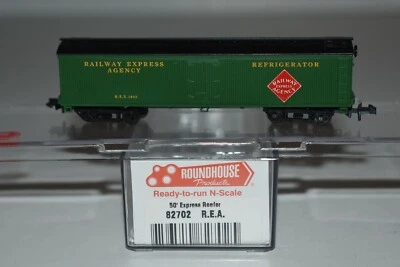 RAILWAY EXPRESS
AGENCY
REFRIGERATOR
RAILWAY
EXPRESS
AGENCY
ROUNDHOUSE
Products
Ready-to-run N-Scale
50' Express Reefer
82702 R.E.A.